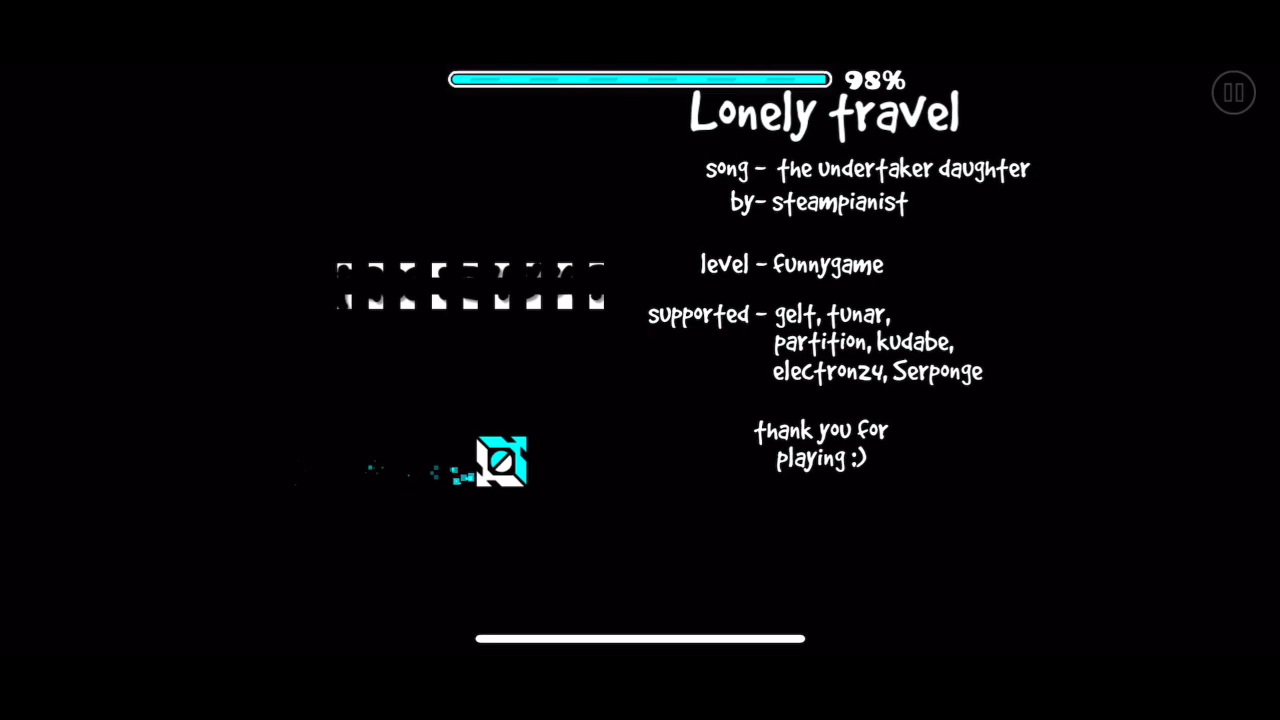 98%
Lonely travel
song - the undertaker daughter
by- steampianist
level - funnygame
supported - gelt, tunar,
partition, kudabe,
electron24, Serponge
thank you for
playing :)